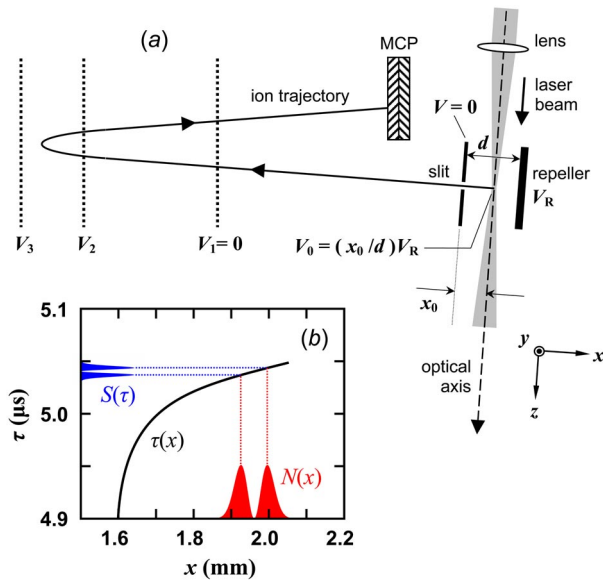 (a)
MCP
lens
laser
beam
ion trajectory
V = 0
d
slit
repeller
V_R
V_3
V_2
V_1 = 0
V_0 = (x_0/d)V_R
x_0
y
x
z
optical
axis
(b)
5.1
5.0
4.9
τ (μs)
S(τ)
τ(x)
N(x)
1.6
1.8
2.0
2.2
x (mm)